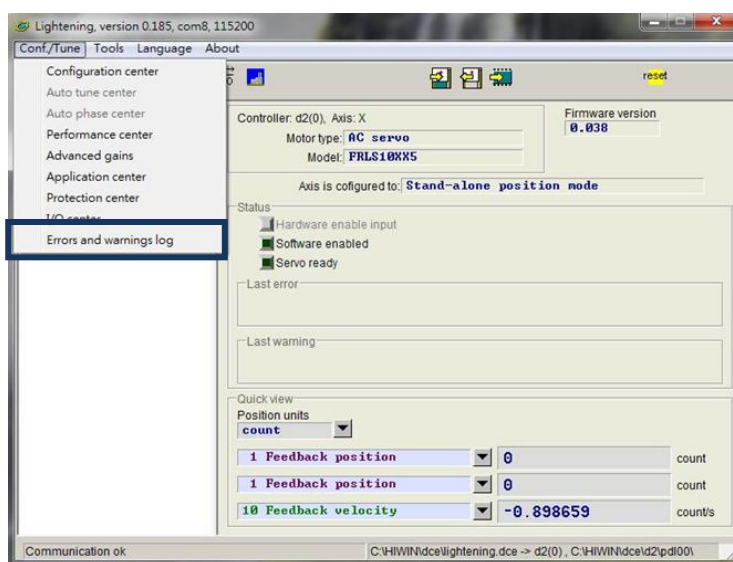 Lightening, version 0.185, com8, 115200
Conf./Tune Tools Language About
Configuration center
Auto tune center
Auto phase center
Performance center
Advanced gains
Application center
Protection center
I/O center
Errors and warnings log
reset
Controller: d2(0), Axis: X
Firmware version
0.038
Motor type: AC servo
Model: FRLS10XX5
Axis is cofigured to: Stand-alone position mode
Status
Hardware enable input
Software enabled
Servo ready
Last error
Last warning
Quick view
Position units
count
1 Feedback position 0 count
1 Feedback position 0 count
10 Feedback velocity -0.898659 count/s
Communication ok C:\HIWIN\dce\lightening.dce -> d2(0), C:\HIWIN\dce\d2\pdl00\